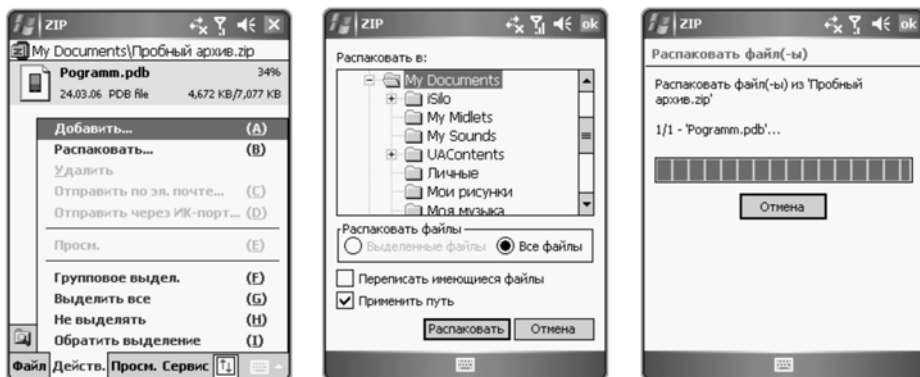 ZIP
My Documents\Пробный архив.zip
Pogramm.pdb 34%
24.03.06 PDB file 4,672 KB/7,077 KB
Добавить... (A)
Распаковать... (B)
Удалить
Отправить по эл. почте... (C)
Отправить через ИК-порт... (D)
Просм. (E)
Групповое выдел. (F)
Выделить все (G)
Не выделять (H)
Обратить выделение (I)
Файл Действ. Просм. Сервис
ZIP ok
Распаковать в:
My Documents
iSilo
My Midlets
My Sounds
UAContents
Личные
Мои рисунки
Моя музыка
Распаковать файлы
Выделенные файлы Все файлы
Переписать имеющиеся файлы
Применить путь
Распаковать Отмена
ZIP ok
Распаковать файл(-ы)
Распаковать файл(-ы) из 'Пробный
архив.zip'
1/1 - 'Pogramm.pdb'...
Отмена